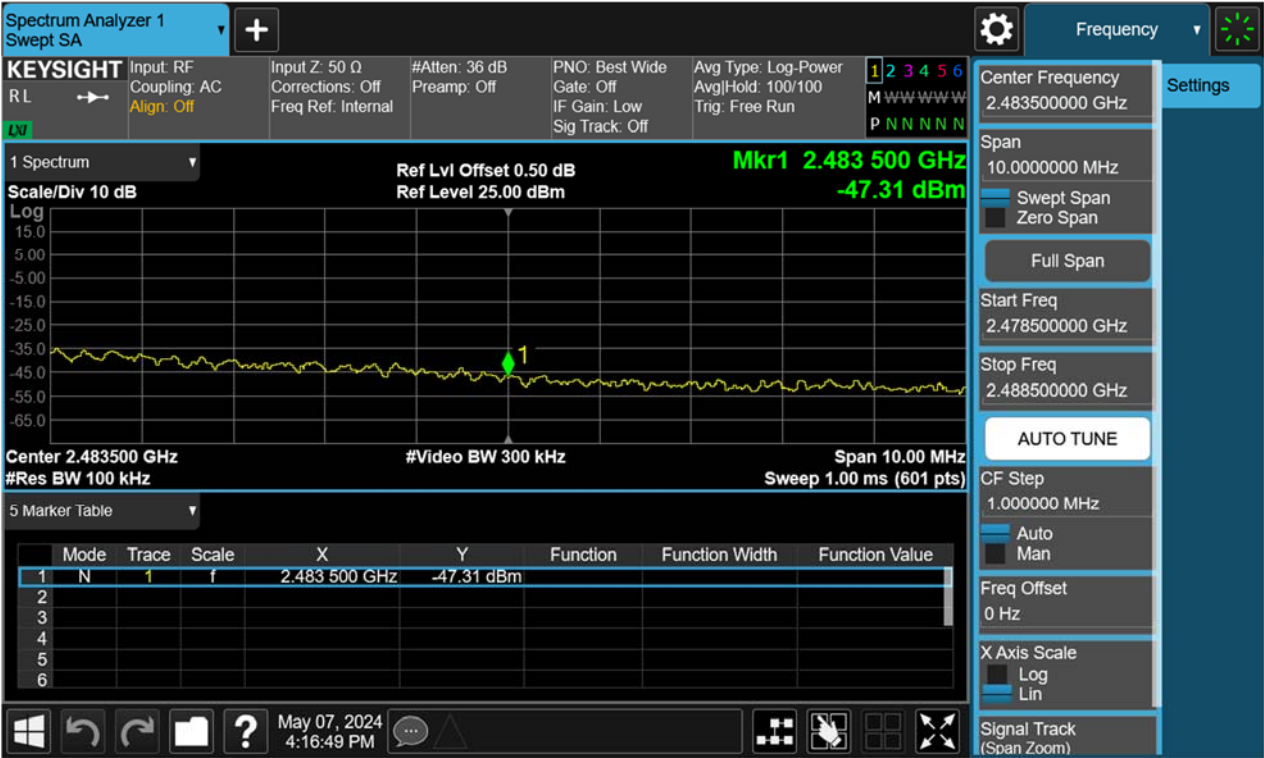 Spectrum Analyzer 1
Swept SA
+
Frequency
KEYSIGHT
R L
LXI
Input: RF
Coupling: AC
Align: Off
Input Z: 50 Ω
Corrections: Off
Freq Ref: Internal
#Atten: 36 dB
Preamp: Off
PNO: Best Wide
Gate: Off
IF Gain: Low
Sig Track: Off
Avg Type: Log-Power
Avg|Hold: 100/100
Trig: Free Run
1 2 3 4 5 6
M W W W W W
P N N N N N
1 Spectrum
Scale/Div 10 dB
Ref Lvl Offset 0.50 dB
Ref Level 25.00 dBm
Mkr1 2.483 500 GHz
-47.31 dBm
Log
15.0
5.00
-5.00
-15.0
-25.0
-35.0
-45.0
-55.0
-65.0
1
Center 2.483500 GHz
#Video BW 300 kHz
Span 10.00 MHz
#Res BW 100 kHz
Sweep 1.00 ms (601 pts)
5 Marker Table
Mode Trace Scale X Y Function Function Width Function Value
1 N 1 f 2.483 500 GHz -47.31 dBm
2
3
4
5
6
May 07, 2024
4:16:49 PM
?
Settings
Center Frequency
2.483500000 GHz
Span
10.0000000 MHz
Swept Span
Zero Span
Full Span
Start Freq
2.478500000 GHz
Stop Freq
2.488500000 GHz
AUTO TUNE
CF Step
1.000000 MHz
Auto
Man
Freq Offset
0 Hz
X Axis Scale
Log
Lin
Signal Track
(Span Zoom)